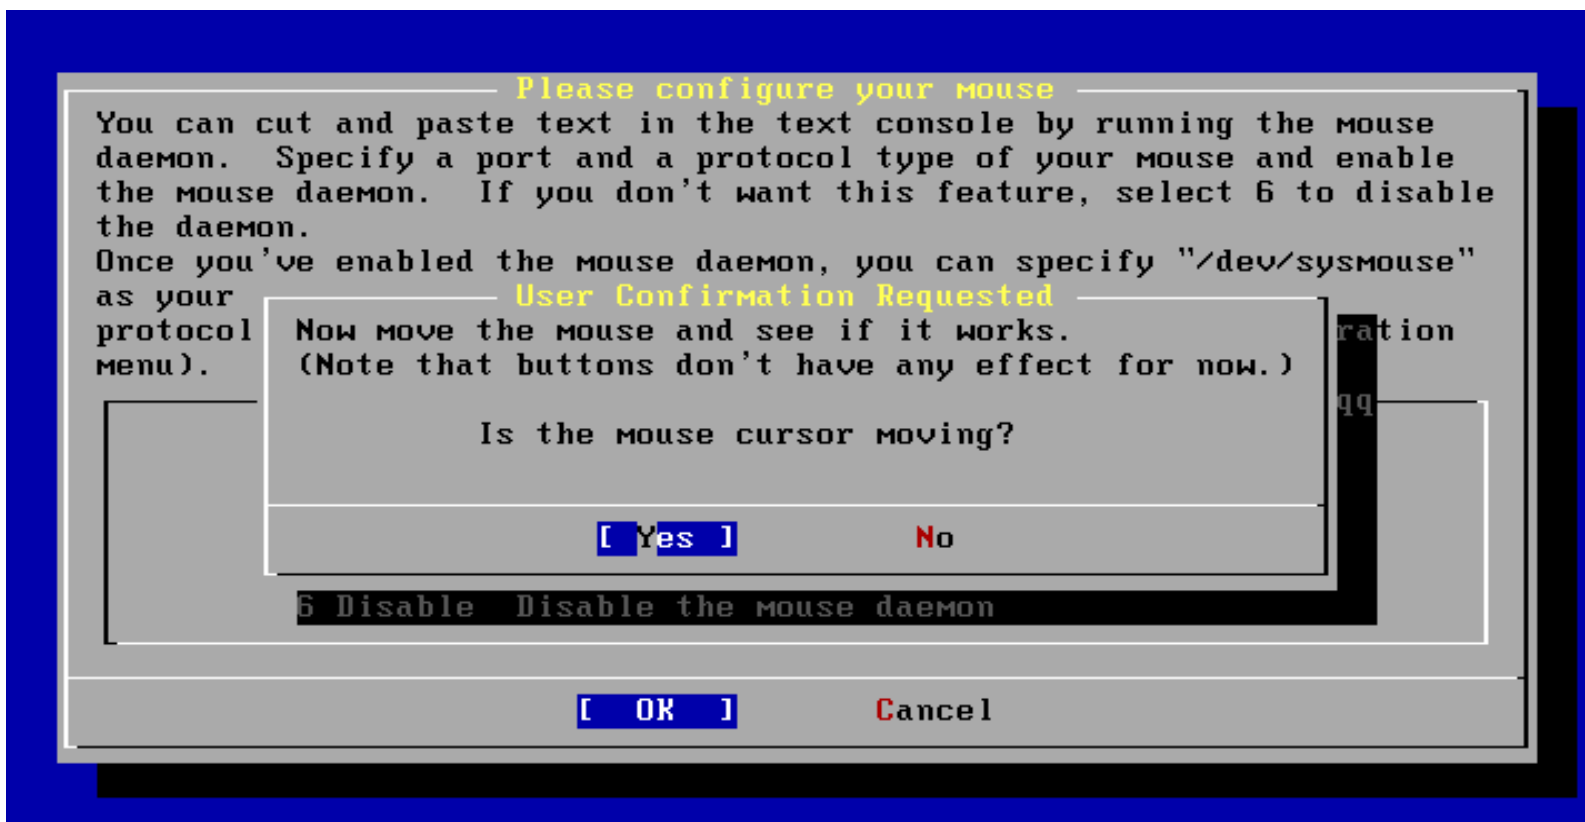 Please configure your mouse
You can cut and paste text in the text console by running the mouse
daemon.  Specify a port and a protocol type of your mouse and enable
the mouse daemon.  If you don't want this feature, select 6 to disable
the daemon.
Once you've enabled the mouse daemon, you can specify "/dev/sysmouse"
as your
User Confirmation Requested
protocol
Now move the mouse and see if it works.
ration
menu).
(Note that buttons don't have any effect for now.)
qq
Is the mouse cursor moving?
[ Yes ] No
6 Disable  Disable the mouse daemon
[  OK  ] Cancel